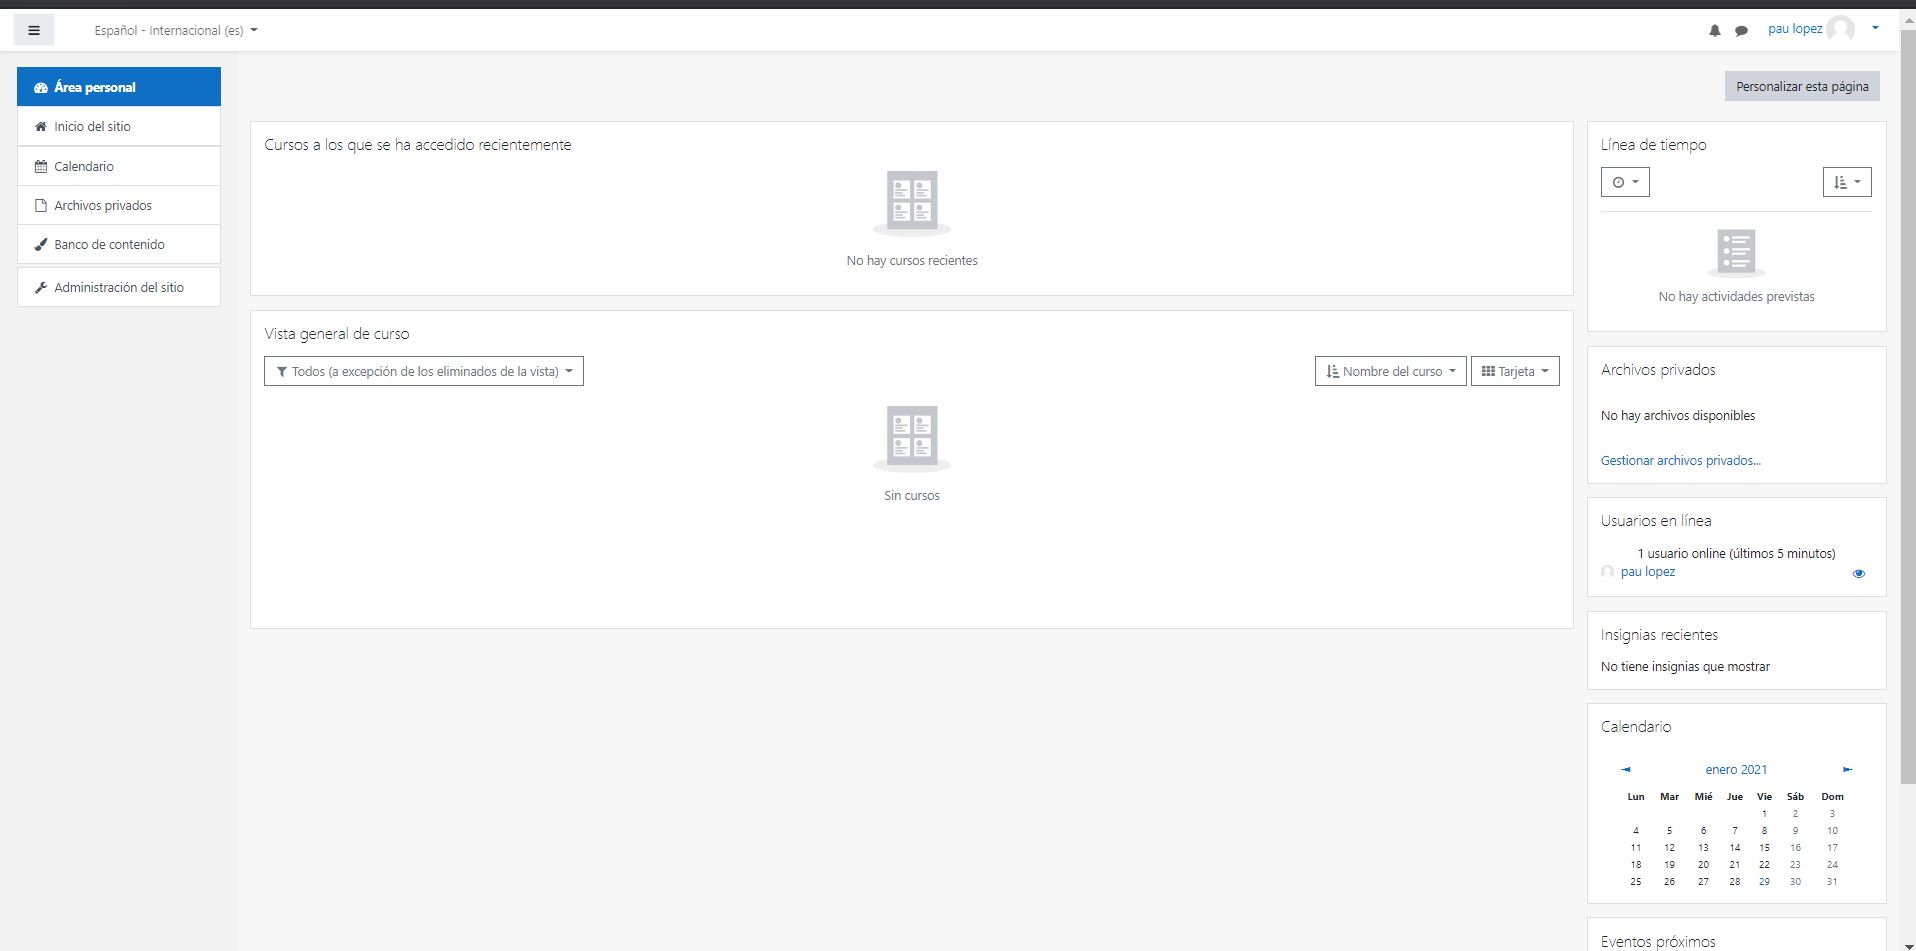 Español - Internacional (es)
pau lopez
Área personal
Inicio del sitio
Calendario
Archivos privados
Banco de contenido
Administración del sitio
Personalizar esta página
Cursos a los que se ha accedido recientemente
No hay cursos recientes
Vista general de curso
Todos (a excepción de los eliminados de la vista)
Nombre del curso
Tarjeta
Sin cursos
Línea de tiempo
No hay actividades previstas
Archivos privados
No hay archivos disponibles
Gestionar archivos privados...
Usuarios en línea
1 usuario online (últimos 5 minutos)
pau lopez
Insignias recientes
No tiene insignias que mostrar
Calendario
◄ enero 2021 ►
Lun Mar Mié Jue Vie Sáb Dom
1 2 3
4 5 6 7 8 9 10
11 12 13 14 15 16 17
18 19 20 21 22 23 24
25 26 27 28 29 30 31
Eventos próximos